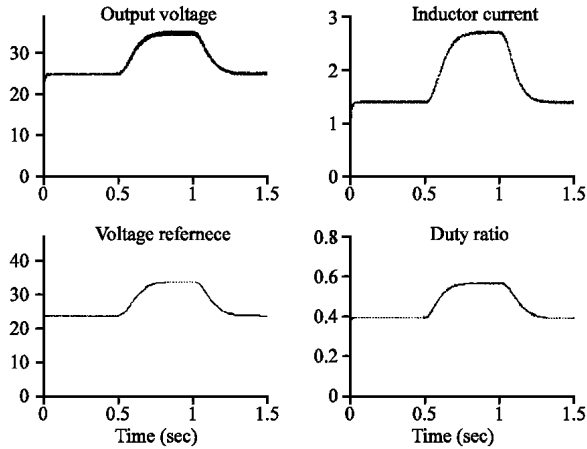 Output voltage
30
20
10
0
0 0.5 1 1.5
Inductor current
3
2
1
0
0 0.5 1 1.5
Voltage refernece
40
30
20
10
0
0 0.5 1 1.5
Time (sec)
Duty ratio
0.8
0.6
0.4
0.2
0
0 0.5 1 1.5
Time (sec)